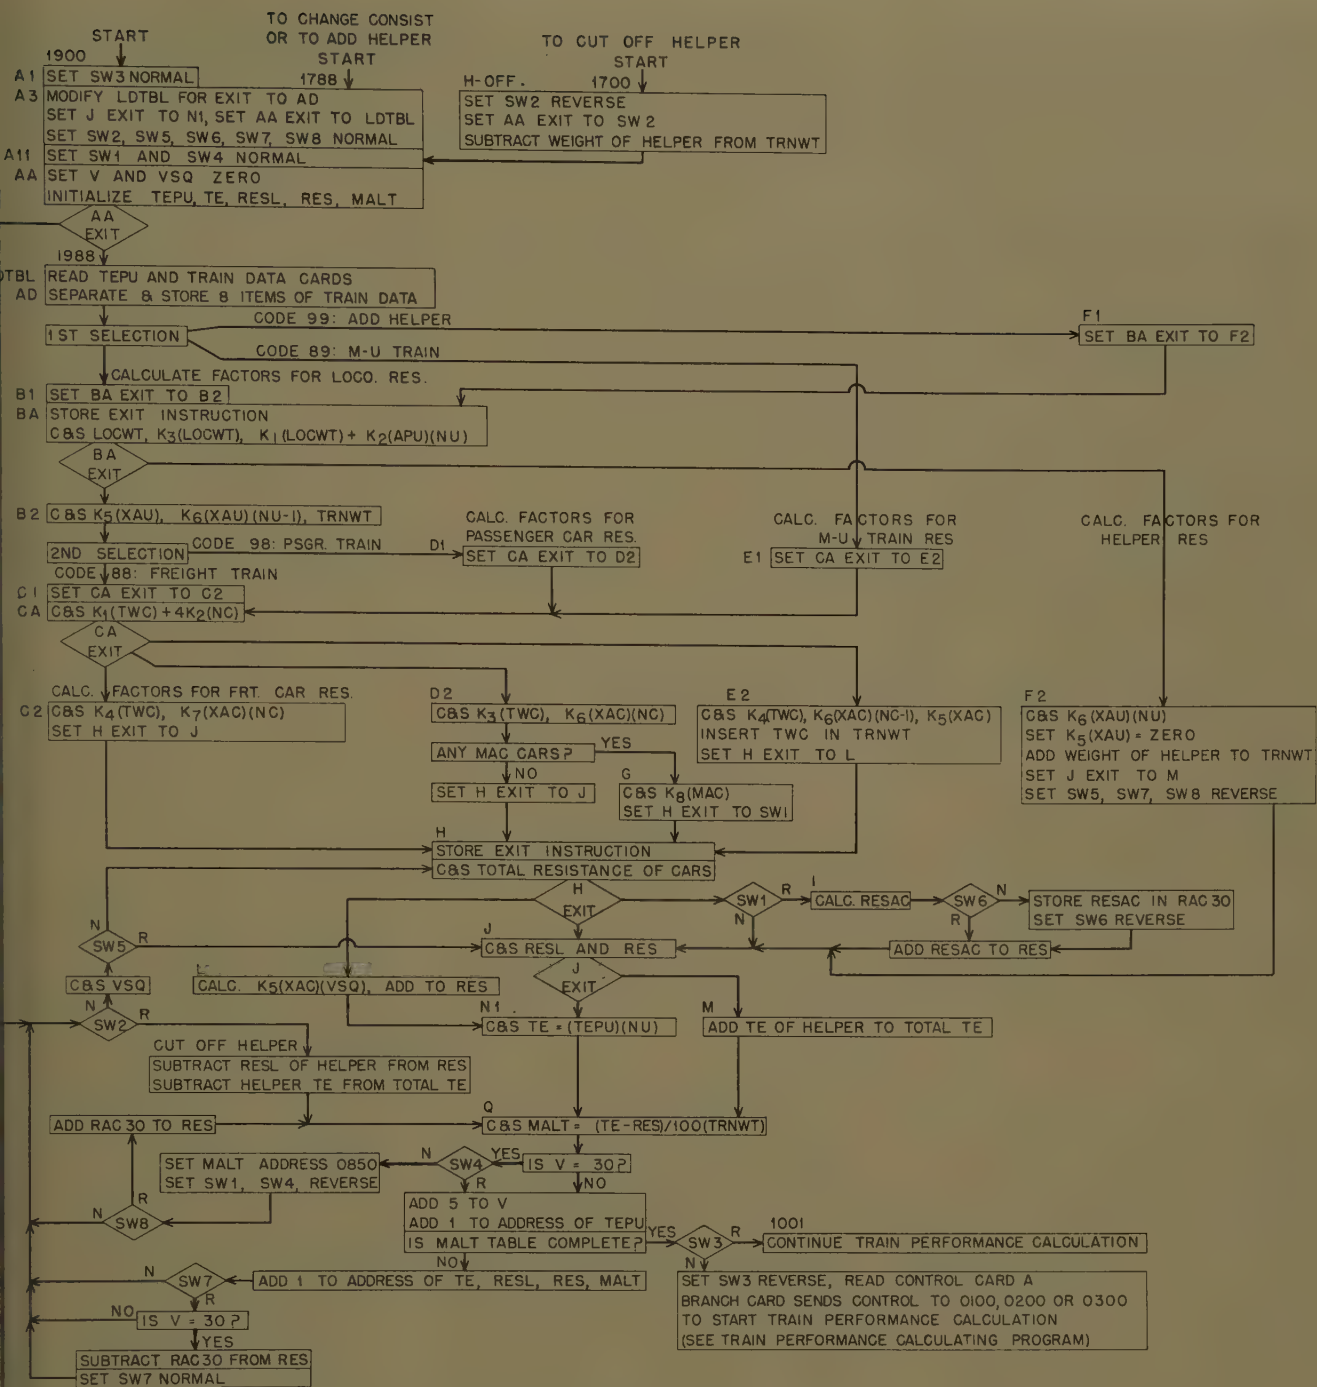 START
TO CHANGE CONSIST
OR TO ADD HELPER
START
TO CUT OFF HELPER
START
1900
A1 SET SW3 NORMAL
1788
H-OFF. 1700
A3 MODIFY LDTBL FOR EXIT TO AD
SET J EXIT TO N1, SET AA EXIT TO LDTBL
SET SW2, SW5, SW6, SW7, SW8 NORMAL
A11 SET SW1 AND SW4 NORMAL
AA SET V AND VSQ ZERO
INITIALIZE TEPU, TE, RESL, RES, MALT
SET SW2 REVERSE
SET AA EXIT TO SW2
SUBTRACT WEIGHT OF HELPER FROM TRNWT
AA
EXIT
1988
DTBL READ TEPU AND TRAIN DATA CARDS
AD SEPARATE & STORE 8 ITEMS OF TRAIN DATA
1ST SELECTION
CODE 99: ADD HELPER
CODE 89: M-U TRAIN
F1
SET BA EXIT TO F2
CALCULATE FACTORS FOR LOCO. RES.
B1 SET BA EXIT TO B2
BA STORE EXIT INSTRUCTION
C&S LOCWT, K3(LOCWT), K1(LOCWT)+ K2(APU)(NU)
BA
EXIT
B2 C&S K5(XAU), K6(XAU)(NU-1), TRNWT
2ND SELECTION
CODE 98: PSGR. TRAIN
CALC. FACTORS FOR
PASSENGER CAR RES.
D1
SET CA EXIT TO D2
CALC. FACTORS FOR
M-U TRAIN RES
E1 SET CA EXIT TO E2
CALC. FACTORS FOR
HELPER RES
CODE 88: FREIGHT TRAIN
C1 SET CA EXIT TO C2
CA C&S K1(TWC)+4K2(NC)
CA
EXIT
CALC. FACTORS FOR FRT. CAR RES.
C2 C&S K4(TWC), K7(XAC)(NC)
SET H EXIT TO J
D2
C&S K3(TWC), K6(XAC)(NC)
ANY MAC CARS?
YES
NO
SET H EXIT TO J
G
C&S K8(MAC)
SET H EXIT TO SW1
E2
C&S K4(TWC), K6(XAC)(NC-1), K5(XAC)
INSERT TWC IN TRNWT
SET H EXIT TO L
F2
C&S K6(XAU)(NU)
SET K5(XAU) = ZERO
ADD WEIGHT OF HELPER TO TRNWT
SET J EXIT TO M
SET SW5, SW7, SW8 REVERSE
H
STORE EXIT INSTRUCTION
C&S TOTAL RESISTANCE OF CARS
H
EXIT
SW1
R
N
I
CALC. RESAC
SW6
N
R
STORE RESAC IN RAC30
SET SW6 REVERSE
ADD RESAC TO RES
N
SW5
R
J
C&S RESL AND RES
J
EXIT
C&S VSQ
CALC. K5(XAC)(VSQ), ADD TO RES
N
SW2
R
N1
C&S TE = (TEPU)(NU)
M
ADD TE OF HELPER TO TOTAL TE
CUT OFF HELPER
SUBTRACT RESL OF HELPER FROM RES
SUBTRACT HELPER TE FROM TOTAL TE
ADD RAC30 TO RES
Q
C&S MALT = (TE-RES)/100(TRNWT)
SET MALT ADDRESS 0850
SET SW1, SW4, REVERSE
N
SW4
YES
IS V = 30?
R
NO
R
N
SW8
ADD 5 TO V
ADD 1 TO ADDRESS OF TEPU
IS MALT TABLE COMPLETE?
YES
SW3
R
1001
CONTINUE TRAIN PERFORMANCE CALCULATION
N
NO
N
SW7
ADD 1 TO ADDRESS OF TE, RESL, RES, MALT
R
SET SW3 REVERSE, READ CONTROL CARD A
BRANCH CARD SENDS CONTROL TO 0100, 0200 OR 0300
TO START TRAIN PERFORMANCE CALCULATION
(SEE TRAIN PERFORMANCE CALCULATING PROGRAM)
NO
IS V = 30?
YES
SUBTRACT RAC30 FROM RES
SET SW7 NORMAL